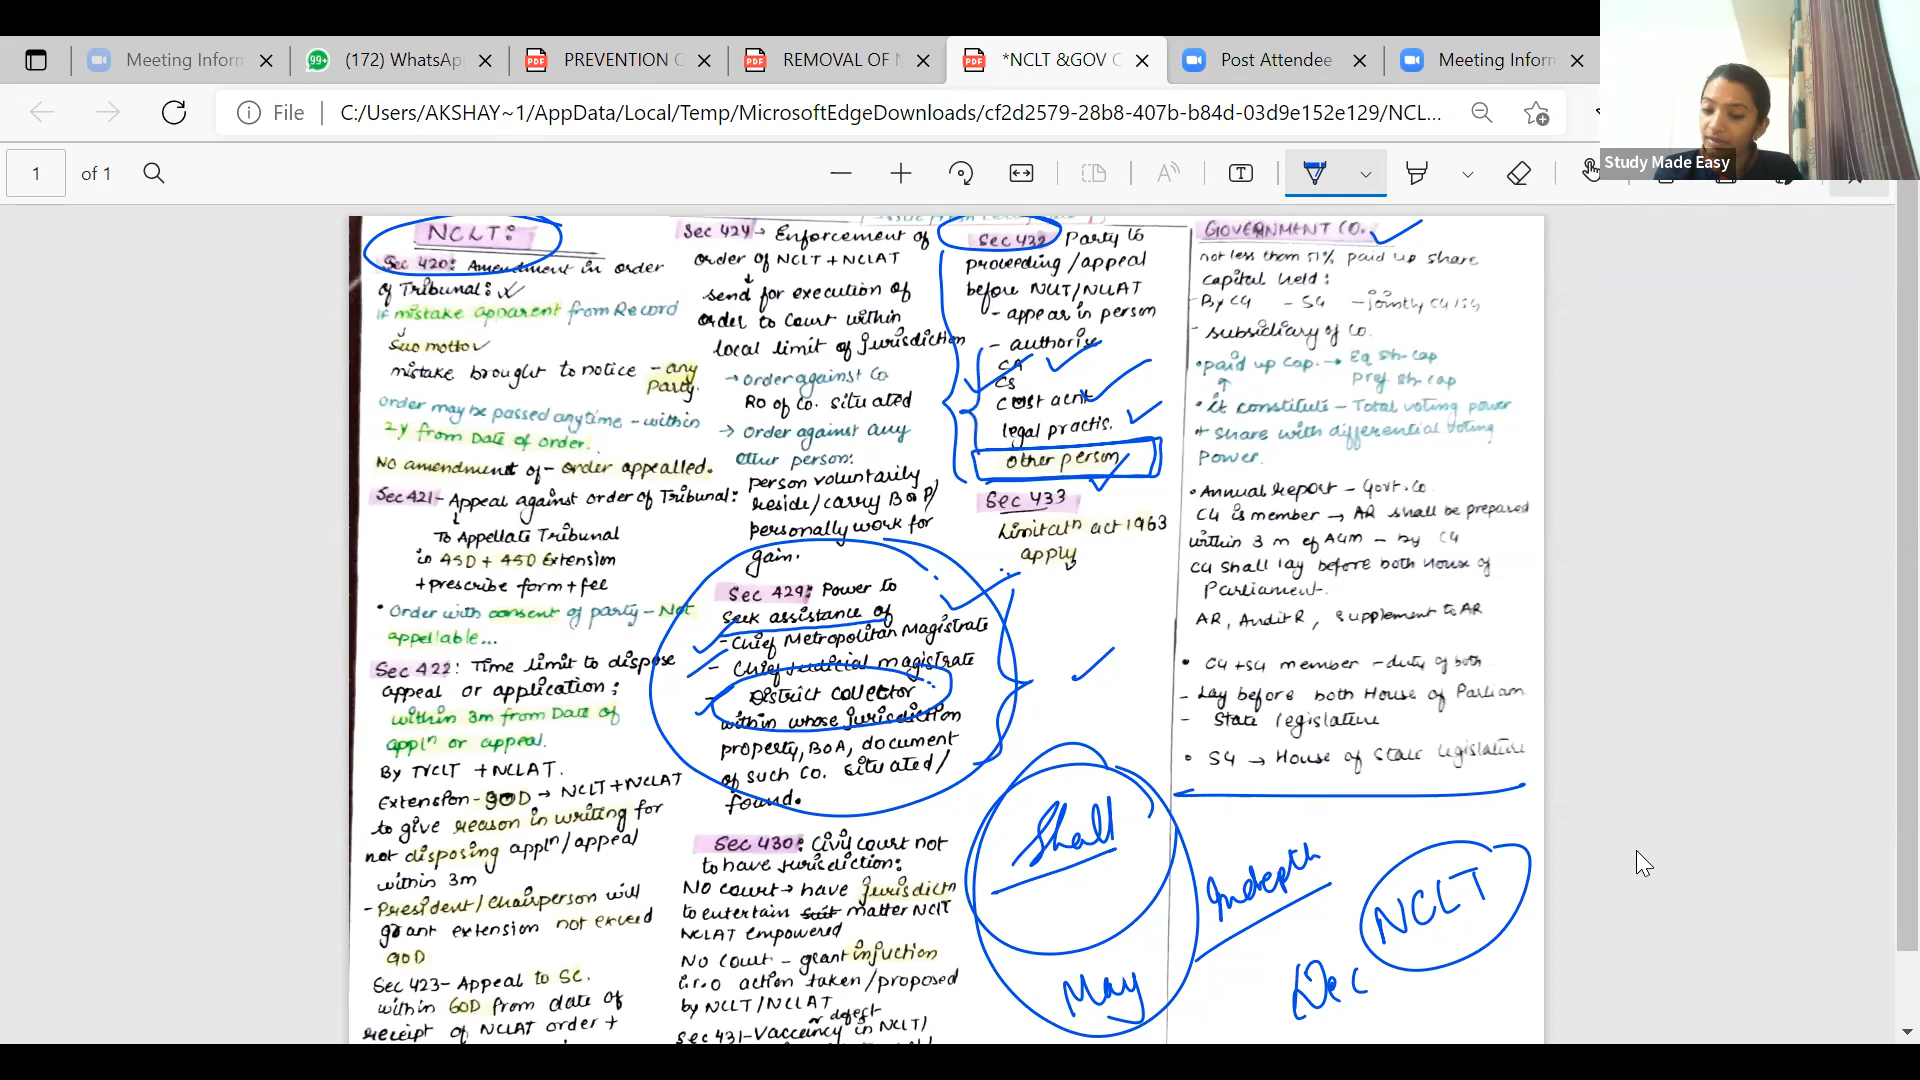 Meeting Inform
(172) WhatsApp
PREVENTION O
REMOVAL OF N
*NCLT &GOV C
Post Attendee
Meeting Inform
File
C:/Users/AKSHAY~1/AppData/Local/Temp/MicrosoftEdgeDownloads/cf2d2579-28b8-407b-b84d-03d9e152e129/NCL...
Study Made Easy
1 of 1
NCLT:
Sec 420: Amendment in order
of Tribunal:
if mistake apparent from Record
Suo motto
mistake brought to notice - any
party.
order may be passed anytime - within
2y from Date of order.
No amendment of - order appealled.
Sec 421 - Appeal against order of Tribunal:
To Appellate Tribunal
in 45D + 45D Extension
+ prescribe form + fee
• Order with consent of party - Not
appellable...
Sec 422: Time limit to dispose
appeal or application:
within 3m from Date of
appln or appeal.
By NCLT + NCLAT.
Extension - 90D → NCLT + NCLAT
to give reason in writing for
not disposing appln/appeal
within 3m
- President/Chairperson will
grant extension not exceed
90D
Sec 423 - Appeal to SC.
within 60D from date of
receipt of NCLAT order +
Sec 424 → Enforcement of
order of NCLT + NCLAT
send for execution of
order to Court within
local limit of jurisdiction
→ order against Co
RO of Co. situated
→ Order against any
other person:
person voluntarily
reside/carry B or P/
personally work for
gain.
Sec 429: Power to
seek assistance of
- Chief Metropolitan Magistrate
- Chief Judicial magistrate
- District collector
within whose jurisdiction
property, BoA, document
of such Co. situated/
found.
Sec 430: Civil court not
to have jurisdiction:
No court → have jurisdictn
to entertain suit matter NCLT
NCLAT empowered
No court - grant injuction
i.r.o action taken/proposed
by NCLT/NCLAT
or defect
Sec 431 - Vaccancy in NCLT/
Sec 432 Party to
proceeding/appeal
before NCLT/NCLAT
- appear in person
- authorix
CA
CS
Cost acnt
legal practis.
other person
Sec 433
Limitatn act 1963
apply
Shall
May
GOVERNMENT CO.
not less than 51% paid up share
capital held:
- By CG - SG - jointly CG/SG
- subsidiary of Co.
• paid up cap. → Eq sh-cap
Pref sh-cap
• it constitute - Total voting power
+ share with differential voting
power.
• Annual report - Govt. Co.
CG is member → AR shall be prepared
within 3 m of AGM - by CG
CG shall lay before both House of
Parliament.
AR, Audit R, supplement to AR
• CG + SG member - duty of both
- Lay before both House of Parliam
- State legislature
• SG → House of State legislature
Indepth
NCLT
Dec